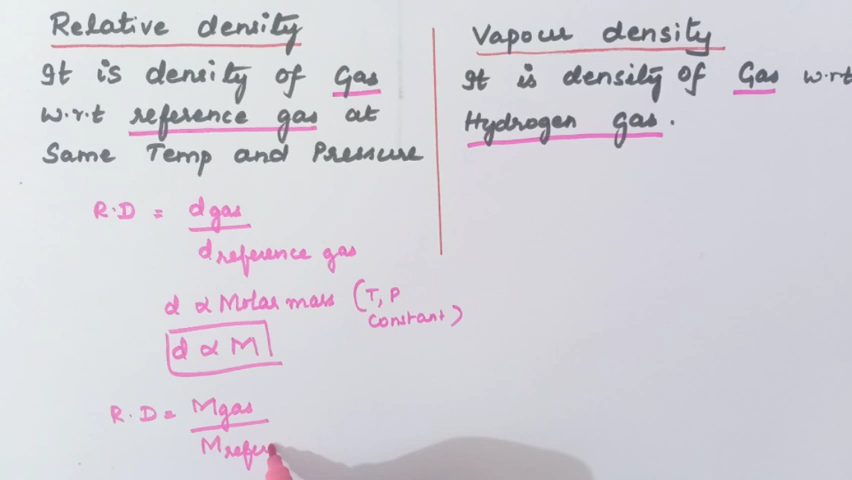 Relative density
It is density of Gas
w.r.t reference gas at
Same Temp and Pressure
R.D = dgas
dreference gas
d ∝ Molar mass (T, P
constant)
d ∝ M
R.D = Mgas
Mrefer
Vapour density
It is density of Gas w.r.t
Hydrogen gas.